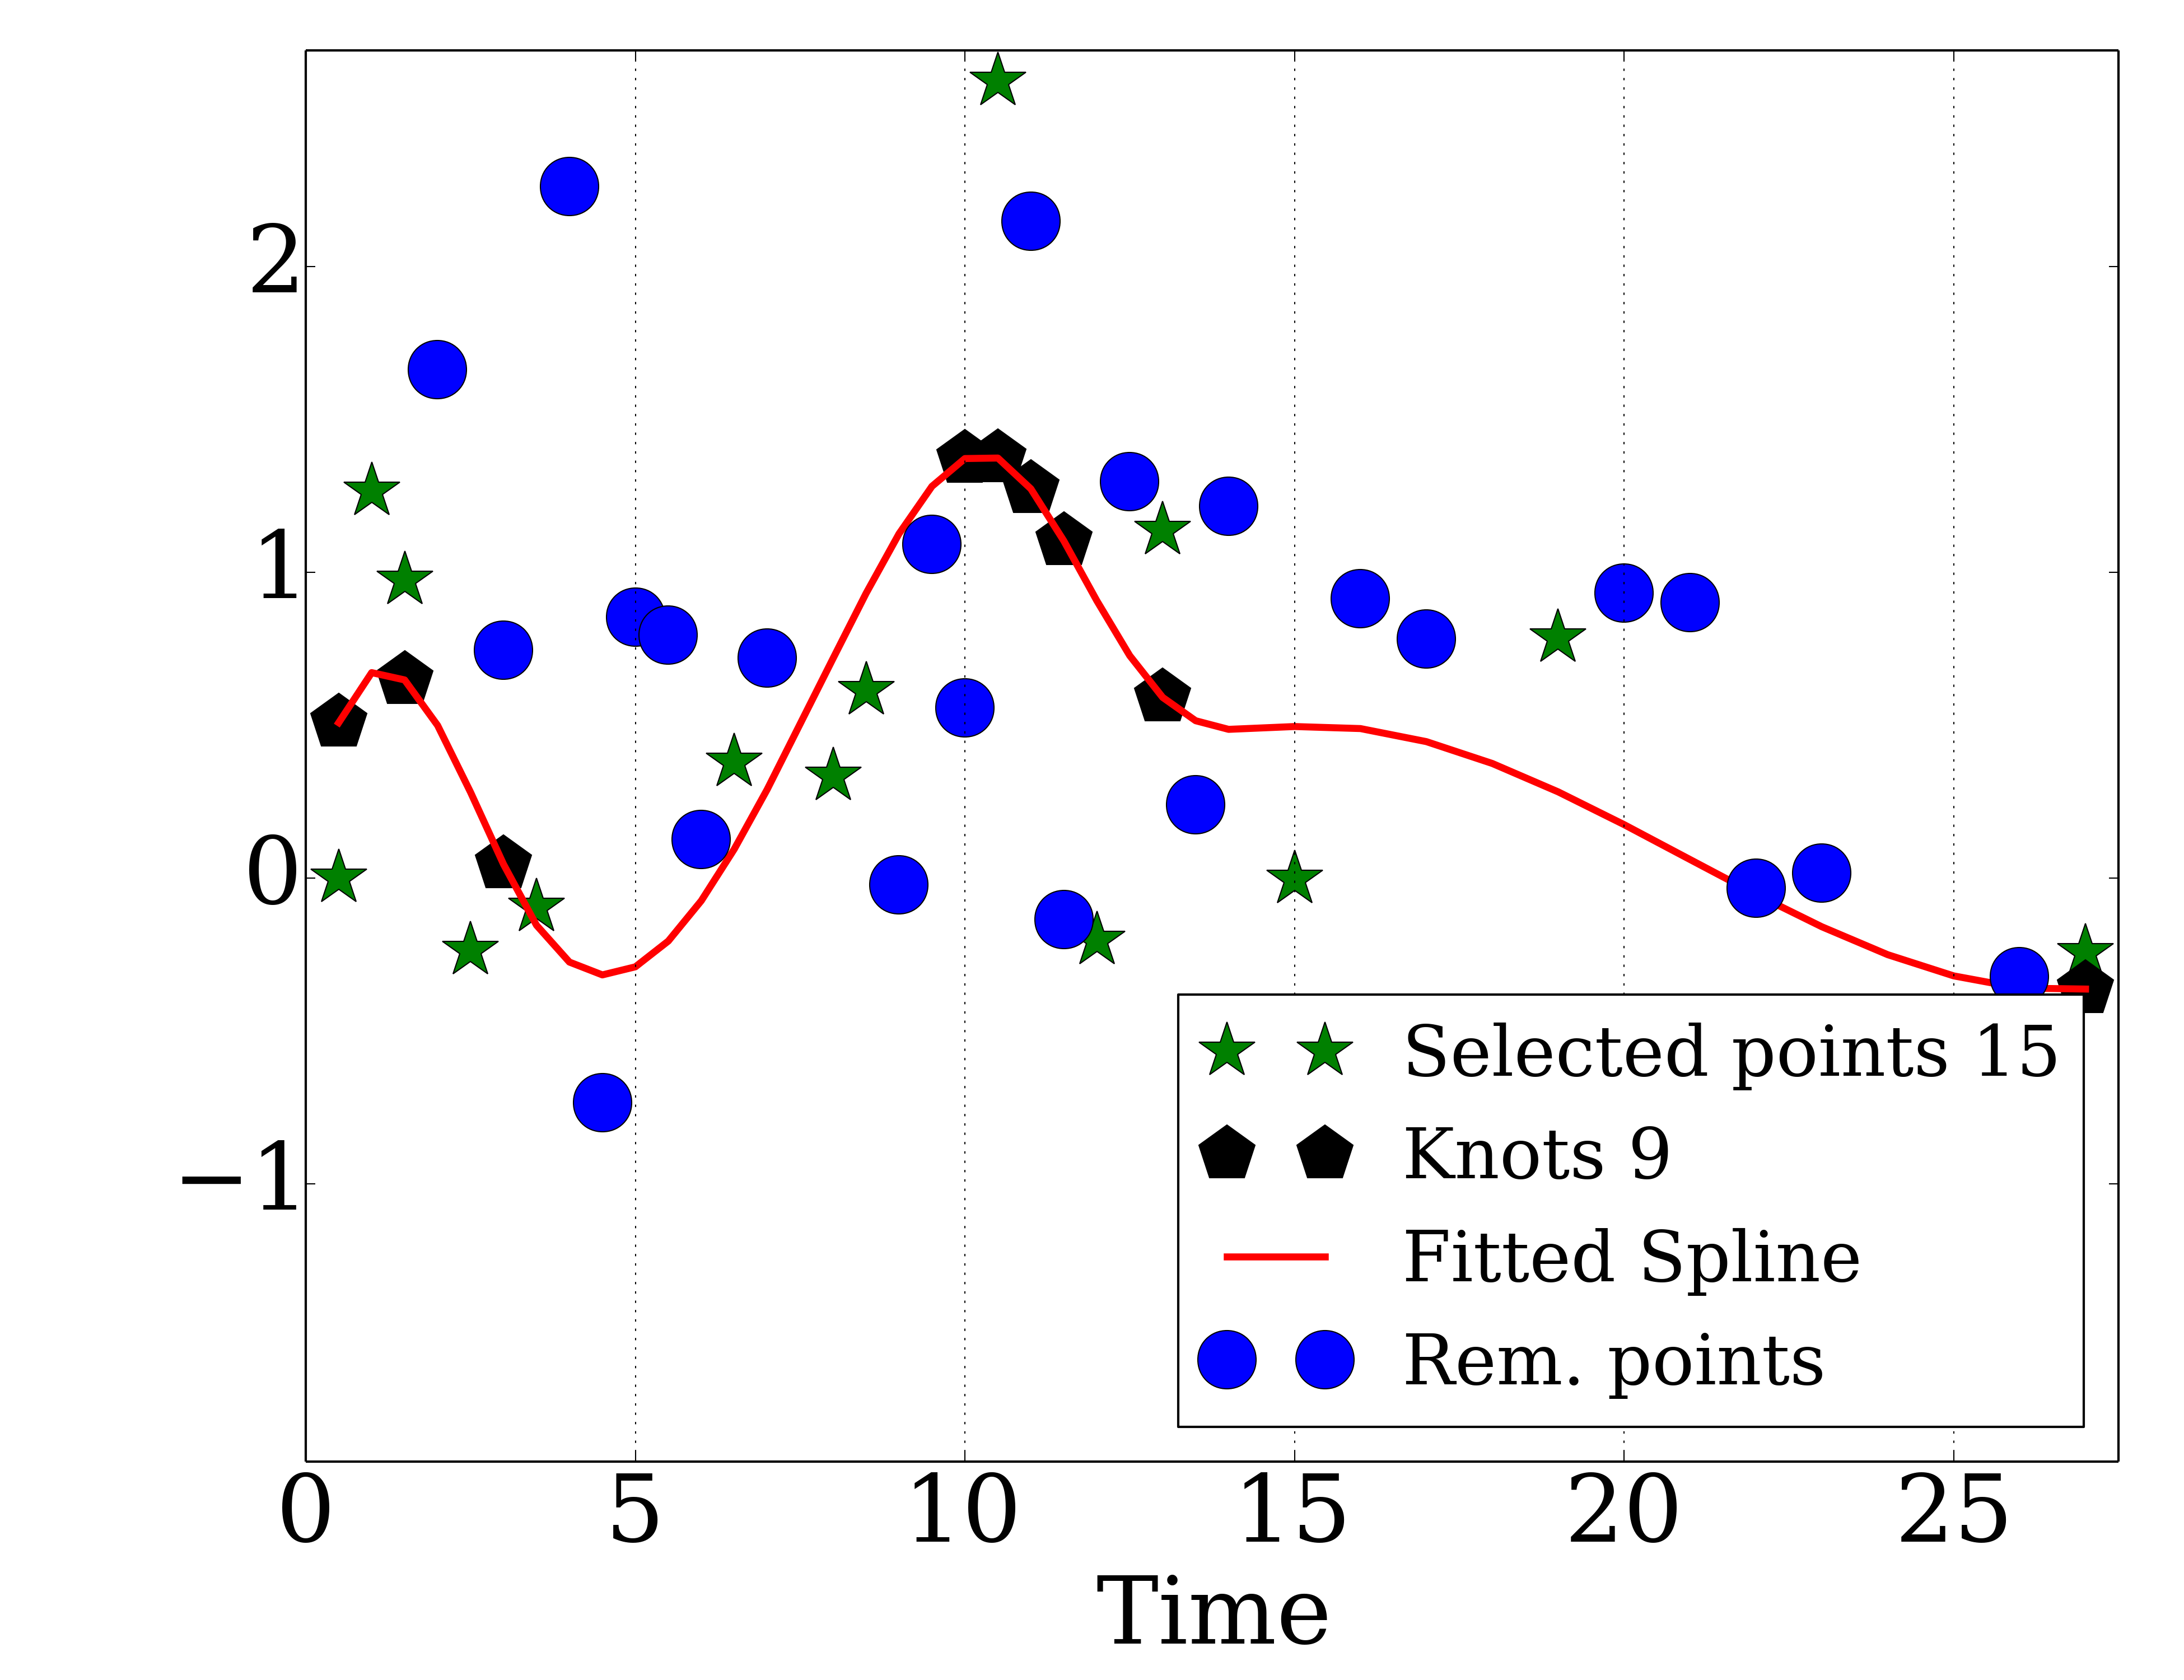 2
1
0
−1
Selected points 15
Knots 9
Fitted Spline
Rem. points
0 5 10 15 20 25
Time